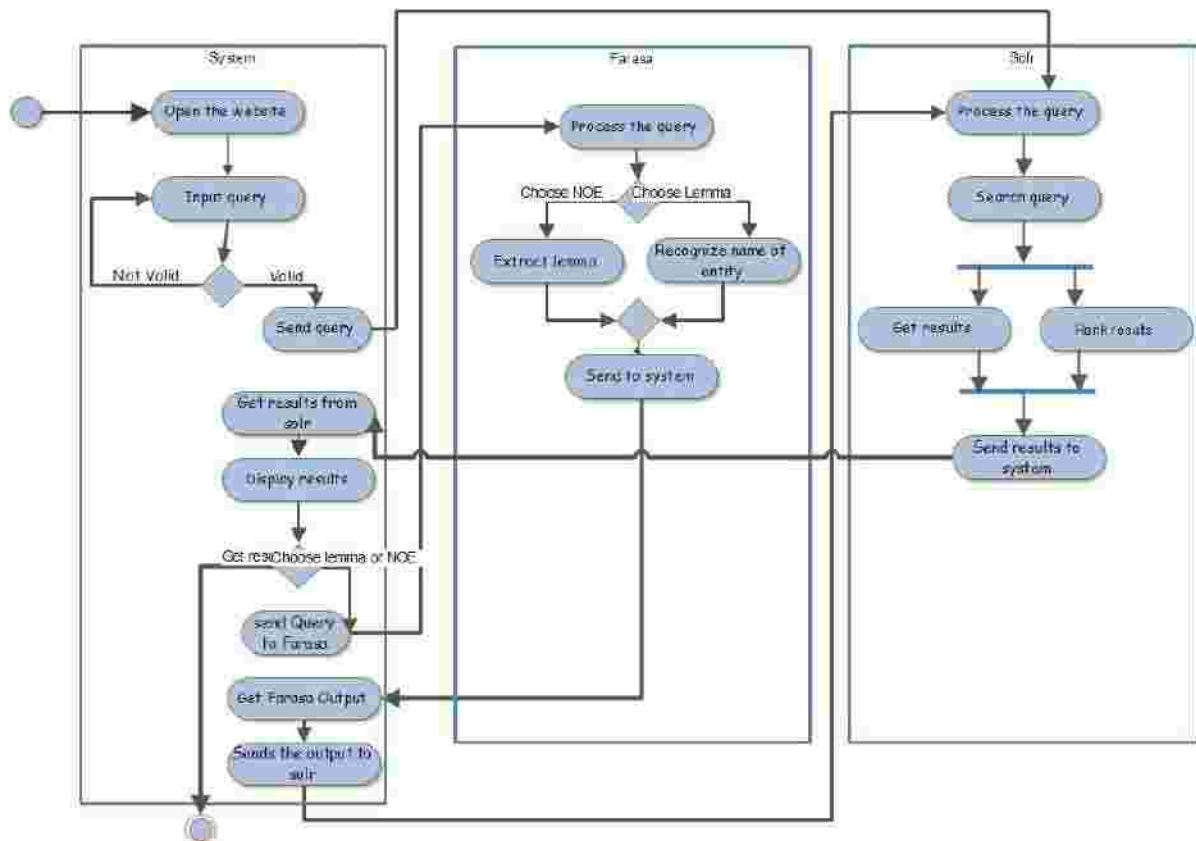 System
Open the website
Input query
Not Valid
Valid
Send query
Get results from
solr
Display results
Choose lemma or NOE
send Query
to Farasa
Get Farasa Output
Sends the output to
solr
Farasa
Process the query
Choose NOE
Choose Lemma
Extract lemma
Recognize name of
entity
Send to system
Solr
Process the query
Search query
Get results
Rank results
Send results to
system